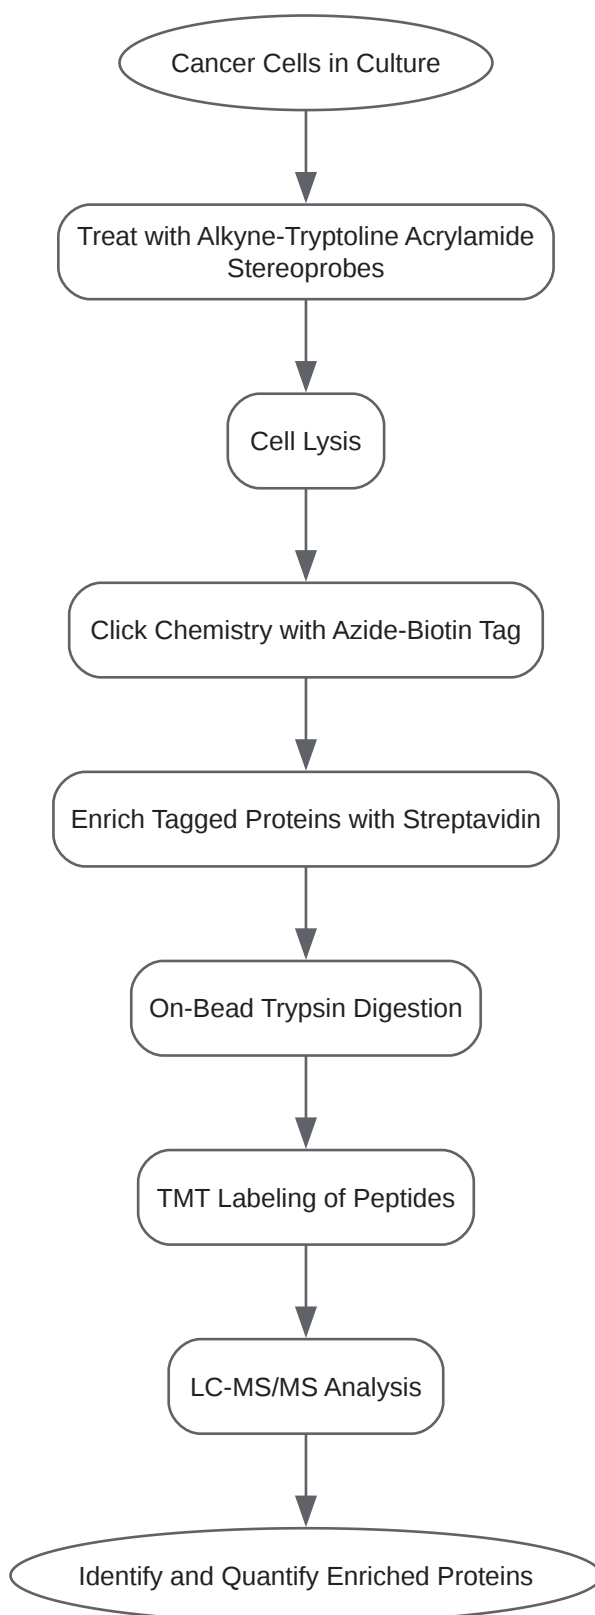 Cancer Cells in Culture
Treat with Alkyne-Tryptoline Acrylamide
Stereoprobes
Cell Lysis
Click Chemistry with Azide-Biotin Tag
Enrich Tagged Proteins with Streptavidin
On-Bead Trypsin Digestion
TMT Labeling of Peptides
LC-MS/MS Analysis
Identify and Quantify Enriched Proteins